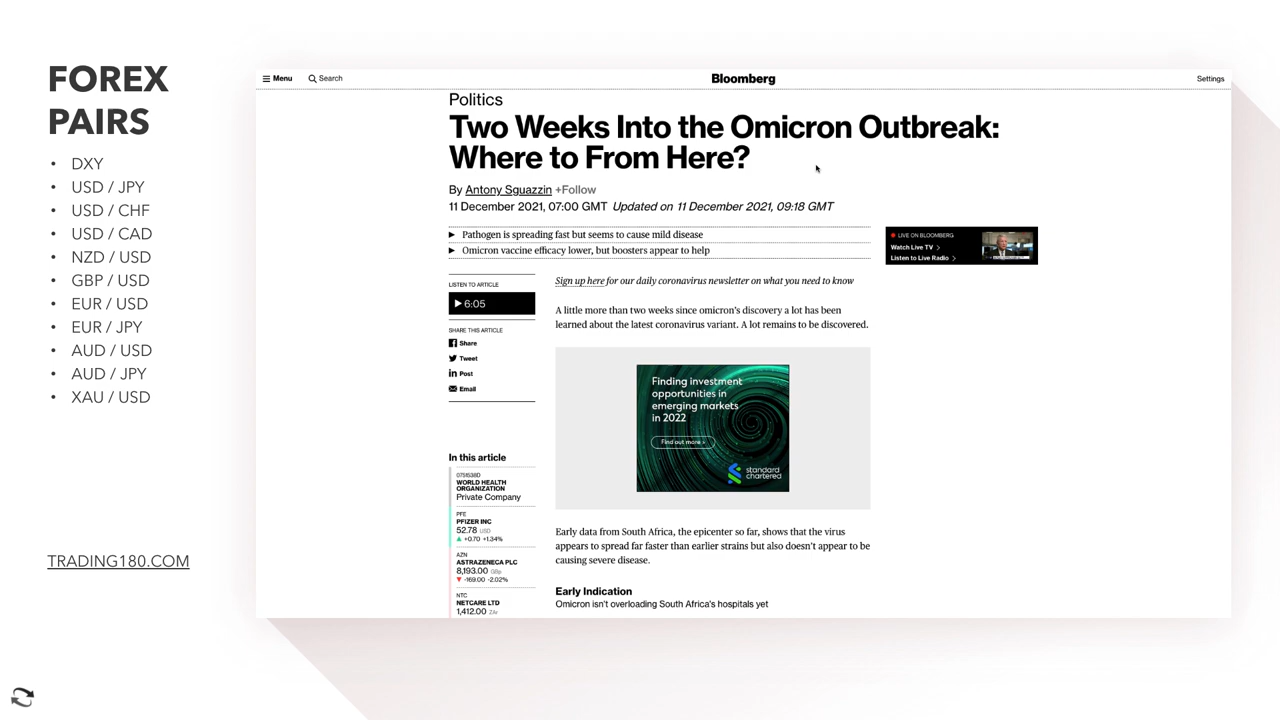 FOREX
PAIRS
• DXY
• USD / JPY
• USD / CHF
• USD / CAD
• NZD / USD
• GBP / USD
• EUR / USD
• EUR / JPY
• AUD / USD
• AUD / JPY
• XAU / USD
TRADING180.COM
Menu Search Bloomberg Settings
Politics
Two Weeks Into the Omicron Outbreak:
Where to From Here?
By Antony Sguazzin +Follow
11 December 2021, 07:00 GMT Updated on 11 December 2021, 09:18 GMT
Pathogen is spreading fast but seems to cause mild disease
Omicron vaccine efficacy lower, but boosters appear to help
LIVE ON BLOOMBERG
Watch Live TV >
Listen to Live Radio >
LISTEN TO ARTICLE
6:05
SHARE THIS ARTICLE
Share
Tweet
Post
Email
Sign up here for our daily coronavirus newsletter on what you need to know
A little more than two weeks since omicron's discovery a lot has been
learned about the latest coronavirus variant. A lot remains to be discovered.
Finding investment
opportunities in
emerging markets
in 2022
Find out more >
standard
chartered
In this article
WORLD HEALTH
ORGANIZATION
Private Company
PFE
PFIZER INC
52.78 USD
▲ +0.70 +1.34%
AZN
ASTRAZENECA PLC
8,193.00 GBp
▼ -169.00 -2.02%
NTC
NETCARE LTD
1,412.00 ZAr
Early data from South Africa, the epicenter so far, shows that the virus
appears to spread far faster than earlier strains but also doesn't appear to be
causing severe disease.
Early Indication
Omicron isn't overloading South Africa's hospitals yet